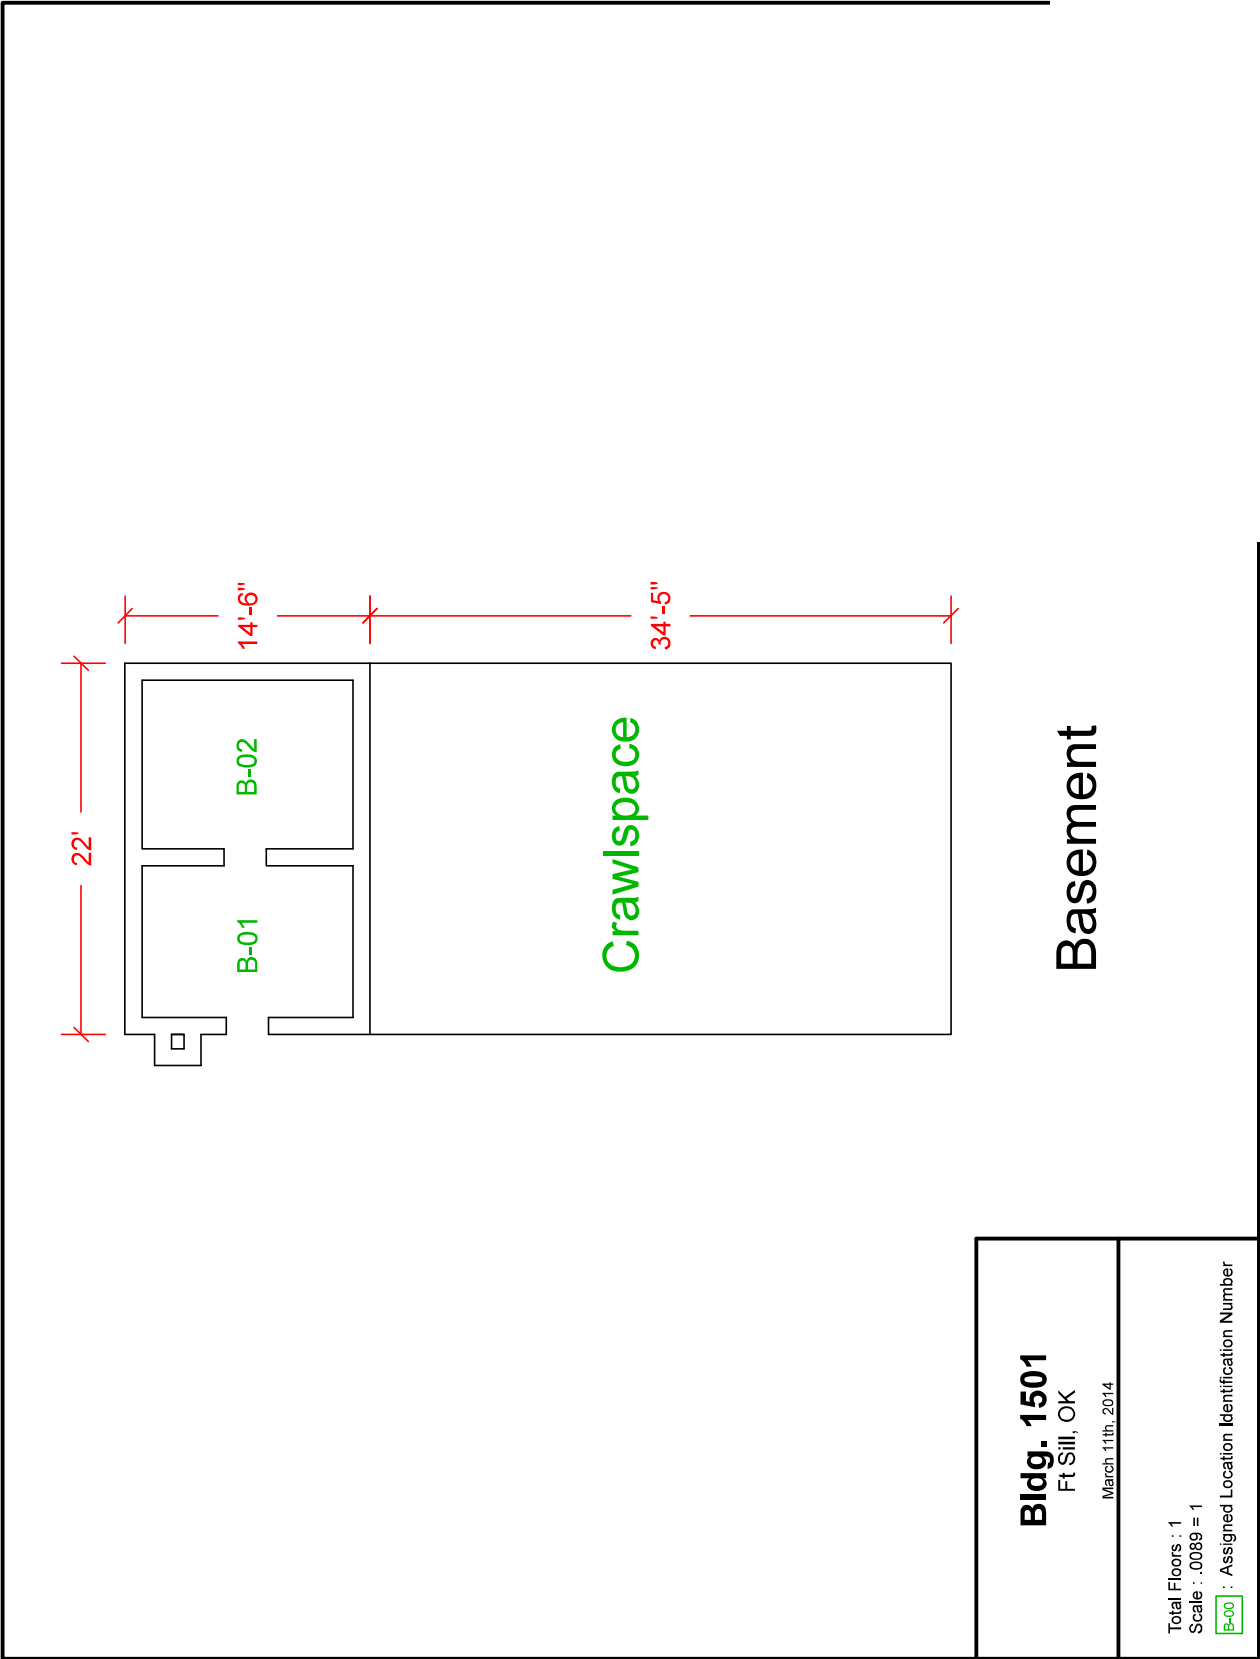 22'
14'-6"
B-01
B-02
34'-5"
Crawlspace
Basement
Bldg. 1501
Ft Sill, OK
March 11th, 2014
Total Floors : 1
Scale : .0089 = 1
B-00 : Assigned Location Identification Number